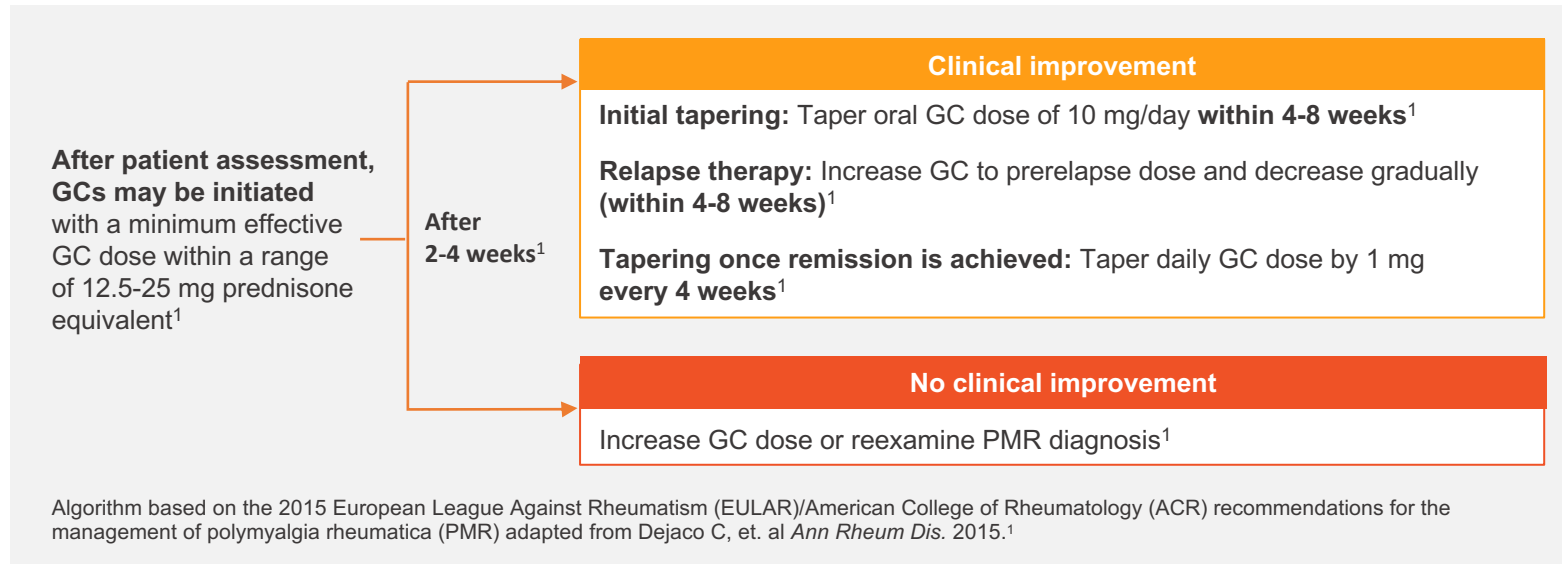 After patient assessment,
GCs may be initiated
with a minimum effective
GC dose within a range
of 12.5-25 mg prednisone
equivalent1
After
2-4 weeks1
Clinical improvement
Initial tapering: Taper oral GC dose of 10 mg/day within 4-8 weeks1
Relapse therapy: Increase GC to prerelapse dose and decrease gradually
(within 4-8 weeks)1
Tapering once remission is achieved: Taper daily GC dose by 1 mg
every 4 weeks1
No clinical improvement
Increase GC dose or reexamine PMR diagnosis1
Algorithm based on the 2015 European League Against Rheumatism (EULAR)/American College of Rheumatology (ACR) recommendations for the
management of polymyalgia rheumatica (PMR) adapted from Dejaco C, et. al Ann Rheum Dis. 2015.1